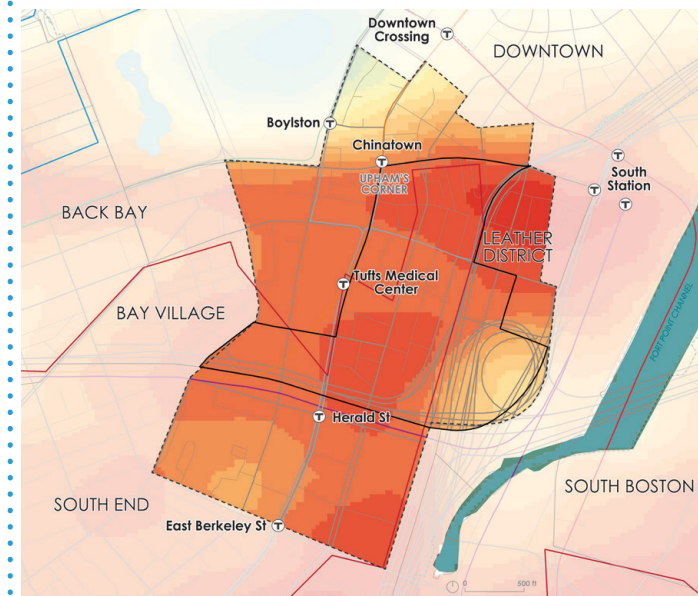 Downtown
Crossing
DOWNTOWN
Boylston
T
T
Chinatown
T
UPHAM'S
CORNER
T
South
Station
T
T
BACK BAY
LEATHER
DISTRICT
Tufts Medical
Center
T
BAY VILLAGE
FORT POINT CHANNEL
T
Herald St
SOUTH END
SOUTH BOSTON
East Berkeley St
T
0
500 ft